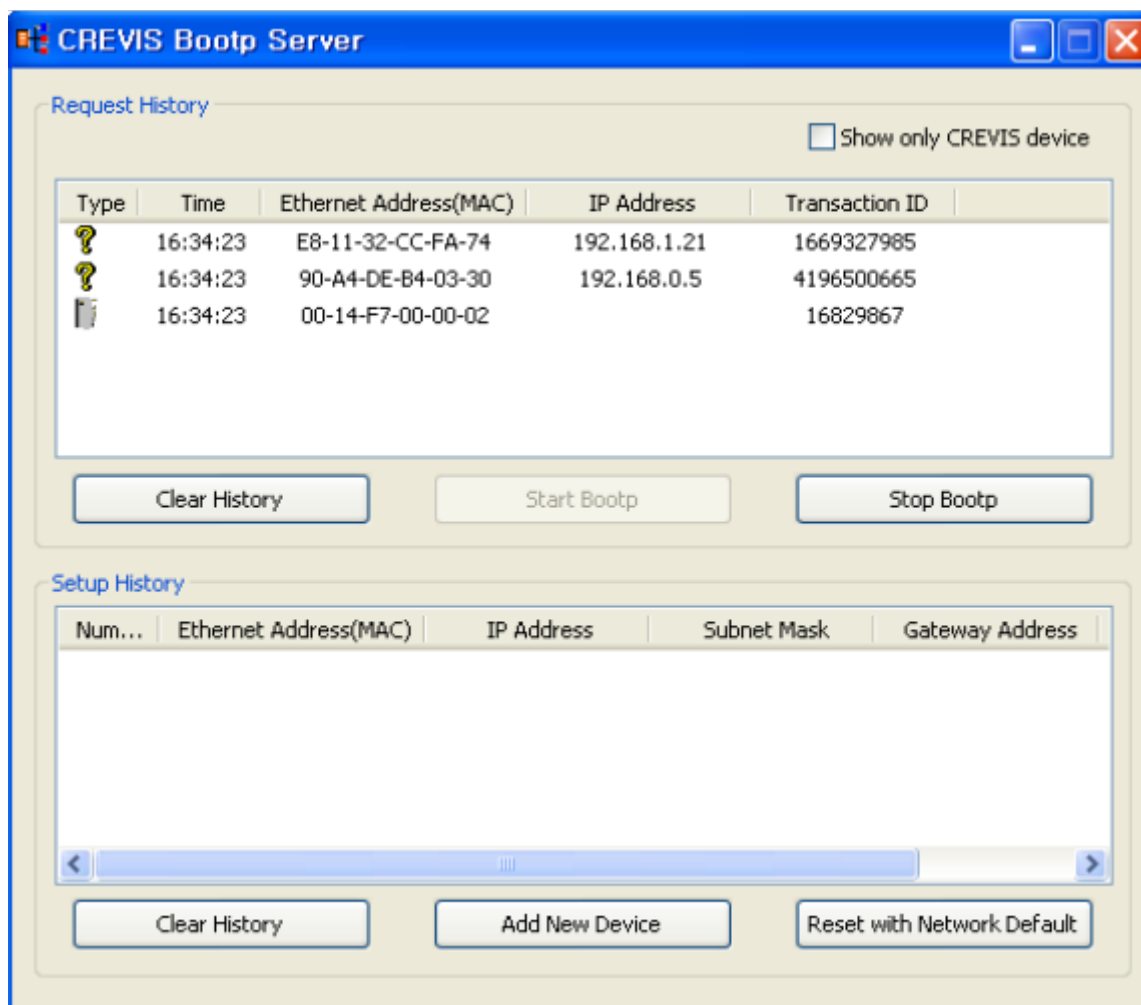 CREVIS Bootp Server
Request History
Show only CREVIS device
Type Time Ethernet Address(MAC) IP Address Transaction ID
16:34:23 E8-11-32-CC-FA-74 192.168.1.21 1669327985
16:34:23 90-A4-DE-B4-03-30 192.168.0.5 4196500665
16:34:23 00-14-F7-00-00-02 16829867
Clear History Start Bootp Stop Bootp
Setup History
Num... Ethernet Address(MAC) IP Address Subnet Mask Gateway Address
Clear History Add New Device Reset with Network Default